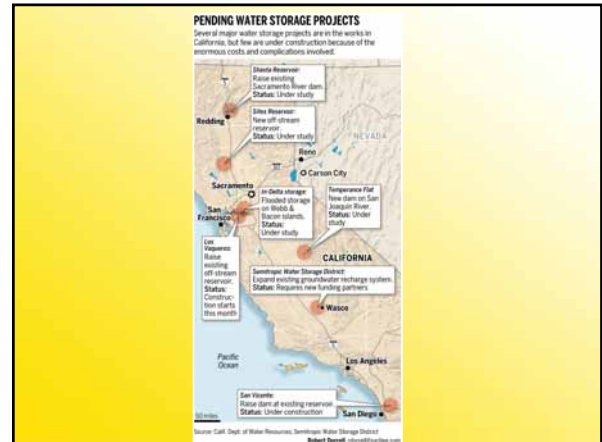 PENDING WATER STORAGE PROJECTS
Several major water storage projects are in the works in
California, but few are under construction because of the
enormous costs and complications involved.
Shasta Reservoir:
Raise existing
Sacramento River dam.
Status: Under study
Redding
Sites Reservoir:
New off-stream
reservoir.
Status: Under study
NEVADA
Reno
Carson City
Sacramento
In-Delta storage:
Flooded storage
on Webb &
Bacon islands.
Status:
Under study
Temperance Flat
New dam on San
Joaquin River.
Status: Under
study
San
Francisco
Los
Vaqueros:
Raise
existing
off-stream
reservoir.
Status:
Construc-
tion starts
this month
CALIFORNIA
Semitropic Water Storage District:
Expand existing groundwater recharge system.
Status: Requires new funding partners
Wasco
Pacific
Ocean
Los Angeles
San Vicente:
Raise dam at existing reservoir.
Status: Under construction
San Diego
50 miles
Source: Calif. Dept. of Water Resources; Semitropic Water Storage District
Robert Dorrell